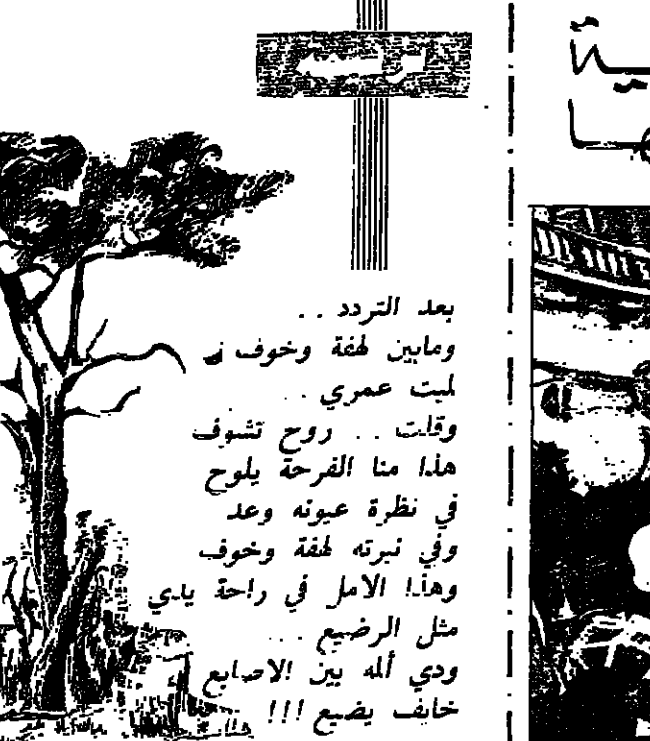 بعد التردد . .
ومابين لهفة وخوف
لميت عمري . .
وقلت . . روح تشوف
هذا منا الفرحة يلوح
في نظرة عيونه وعد
وفي نبرته لهفة وخوف
وهذا الامل في راحة يدي
مثل الرضيع . . .
ودي ألمه بين الاصابع
خايف يضيع !!!